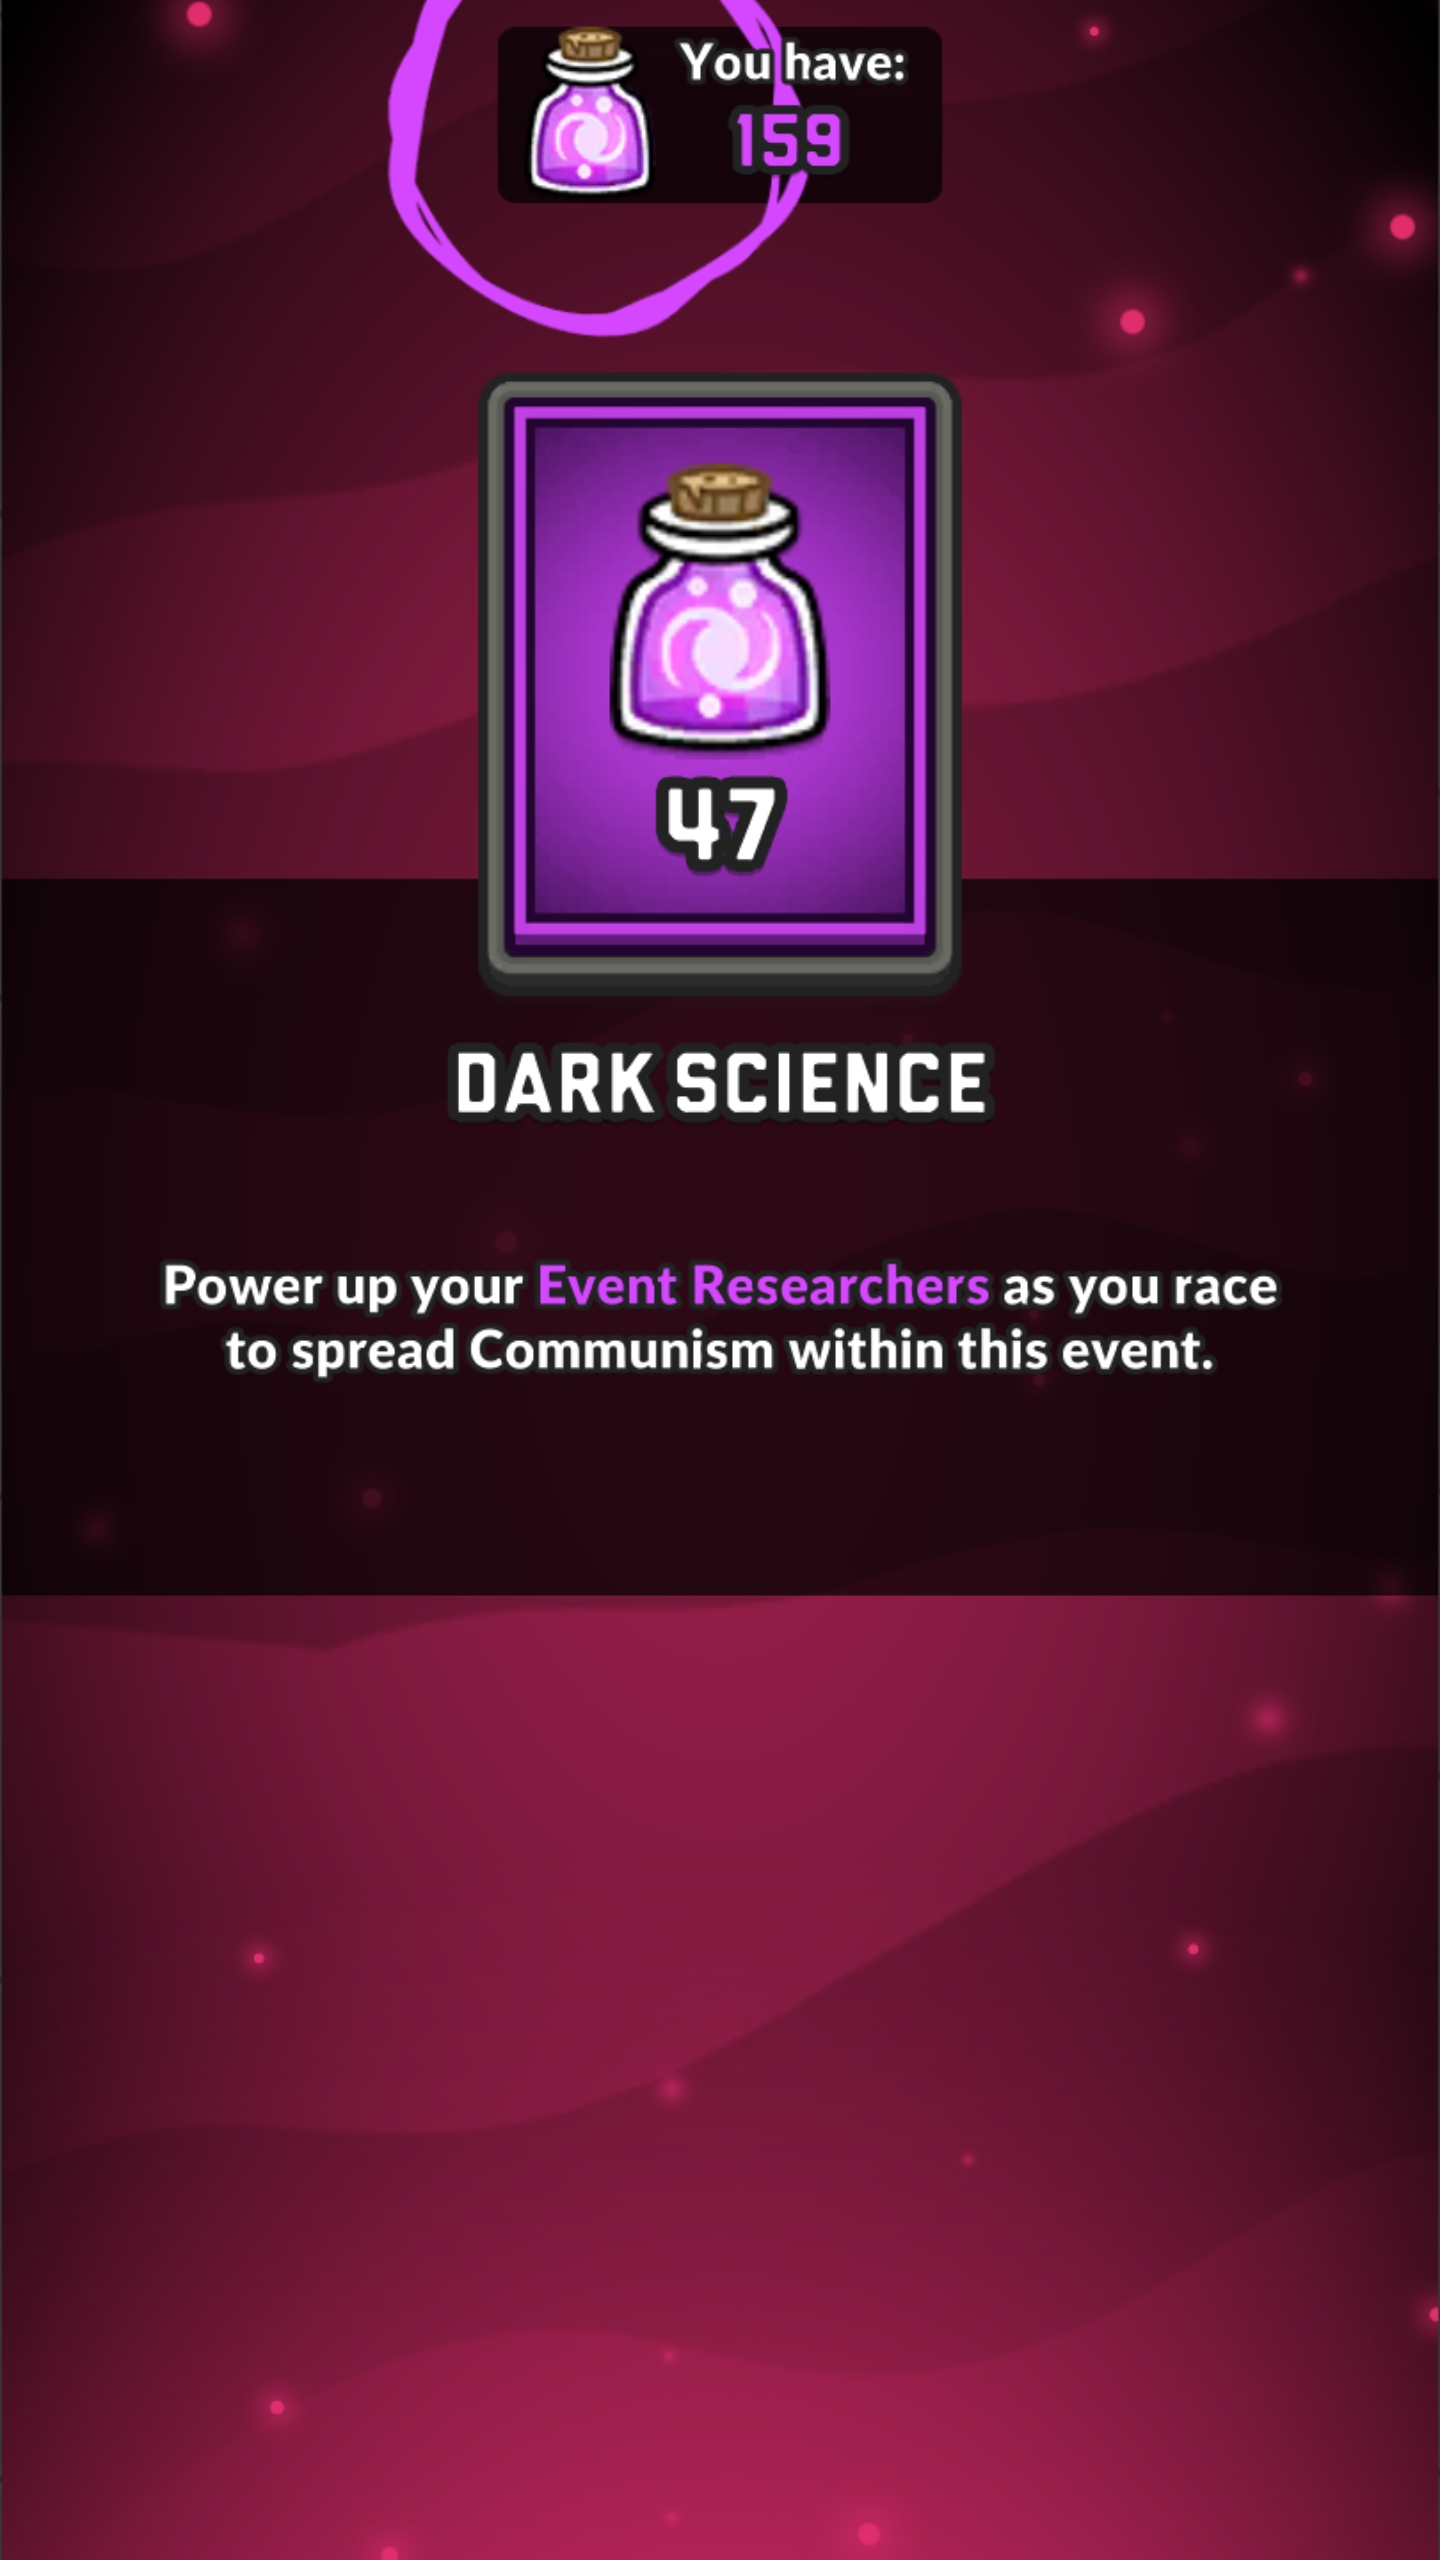 You have:
159
47
DARK SCIENCE
Power up your Event Researchers as you race
to spread Communism within this event.